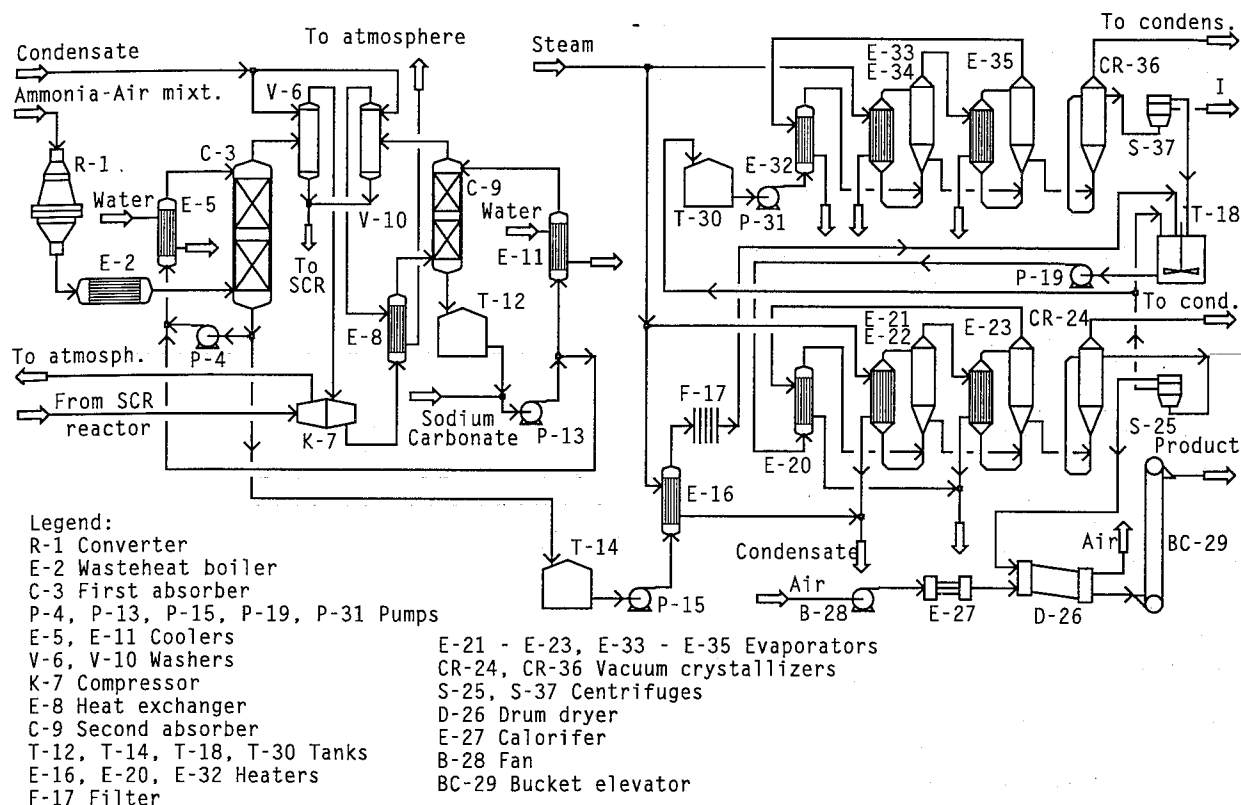 To condens.
To atmosphere
Steam
Condensate
E-33
E-34
E-35
CR-36
V-6
I
Ammonia-Air mixt.
C-3
S-37
R-1
E-32
C-9
Water
E-5
T-30
P-31
Water
V-10
T-18
E-2
To
SCR
E-11
P-19
T-12
To cond.
E-8
E-21
E-22
E-23
CR-24
P-4
To atmosph.
F-17
From SCR
reactor
Sodium
Carbonate
P-13
S-25
K-7
Product
E-20
E-16
T-14
Condensate
Air
BC-29
Air
P-15
B-28
E-27
D-26
Legend:
R-1 Converter
E-2 Wasteheat boiler
C-3 First absorber
P-4, P-13, P-15, P-19, P-31 Pumps
E-5, E-11 Coolers
V-6, V-10 Washers
K-7 Compressor
E-8 Heat exchanger
C-9 Second absorber
T-12, T-14, T-18, T-30 Tanks
E-16, E-20, E-32 Heaters
F-17 Filter
E-21 - E-23, E-33 - E-35 Evaporators
CR-24, CR-36 Vacuum crystallizers
S-25, S-37 Centrifuges
D-26 Drum dryer
E-27 Calorifer
B-28 Fan
BC-29 Bucket elevator